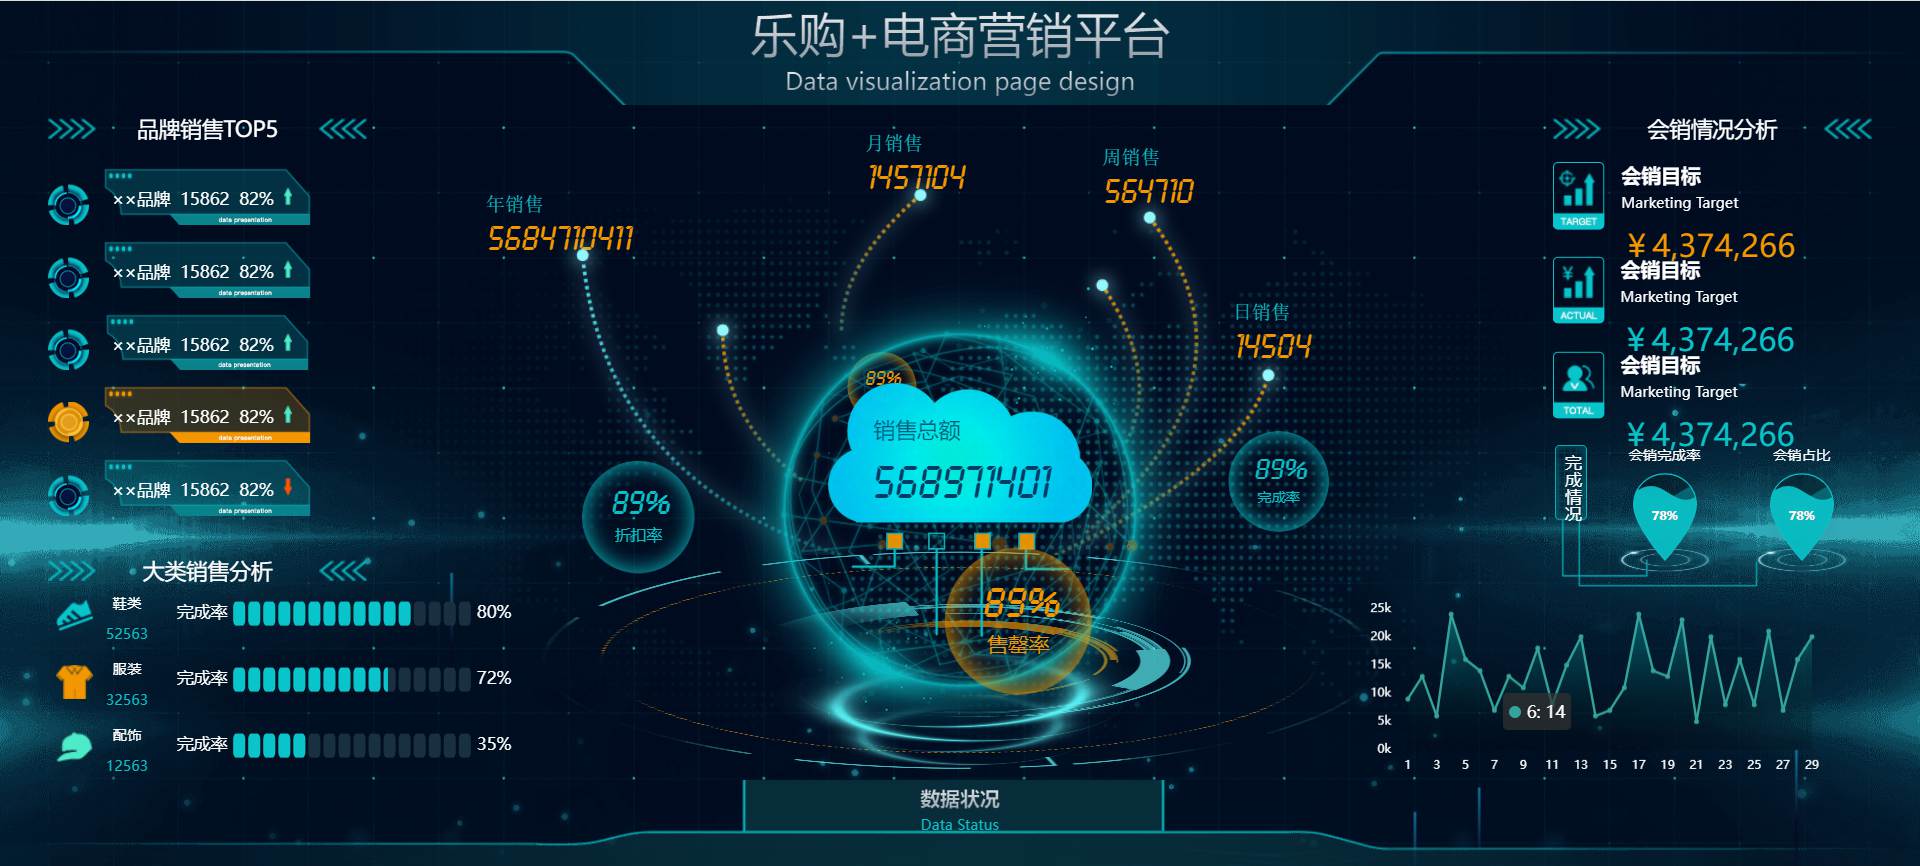 乐购+电商营销平台
Data visualization page design
品牌销售TOP5
××品牌 15862 82%
data presentation
××品牌 15862 82%
data presentation
××品牌 15862 82%
data presentation
××品牌 15862 82%
data presentation
××品牌 15862 82%
data presentation
大类销售分析
鞋类
52563
完成率
80%
服装
32563
完成率
72%
配饰
12563
完成率
35%
年销售
5684710411
月销售
1457104
周销售
564710
日销售
14504
89%
销售总额
568971401
89%
折扣率
89%
完成率
89%
售罄率
数据状况
Data Status
会销情况分析
TARGET
会销目标
Marketing Target
¥4,374,266
ACTUAL
会销目标
Marketing Target
¥4,374,266
TOTAL
会销目标
Marketing Target
¥4,374,266
完成情况
会销完成率
78%
会销占比
78%
25k
20k
15k
10k
5k
0k
6: 14
1 3 5 7 9 11 13 15 17 19 21 23 25 27 29